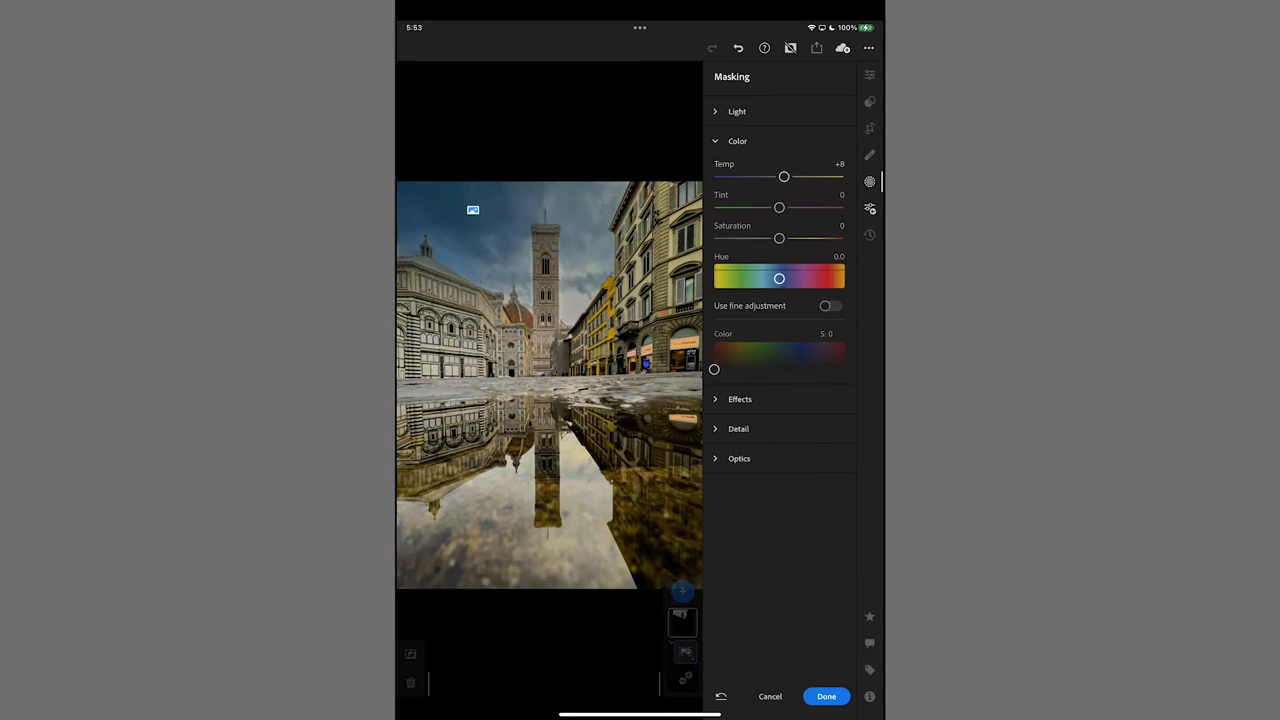 5:53
100%
Masking
Light
Color
Temp +8
Tint 0
Saturation 0
Hue 0.0
Use fine adjustment
Color S: 0
Effects
Detail
Optics
Cancel Done